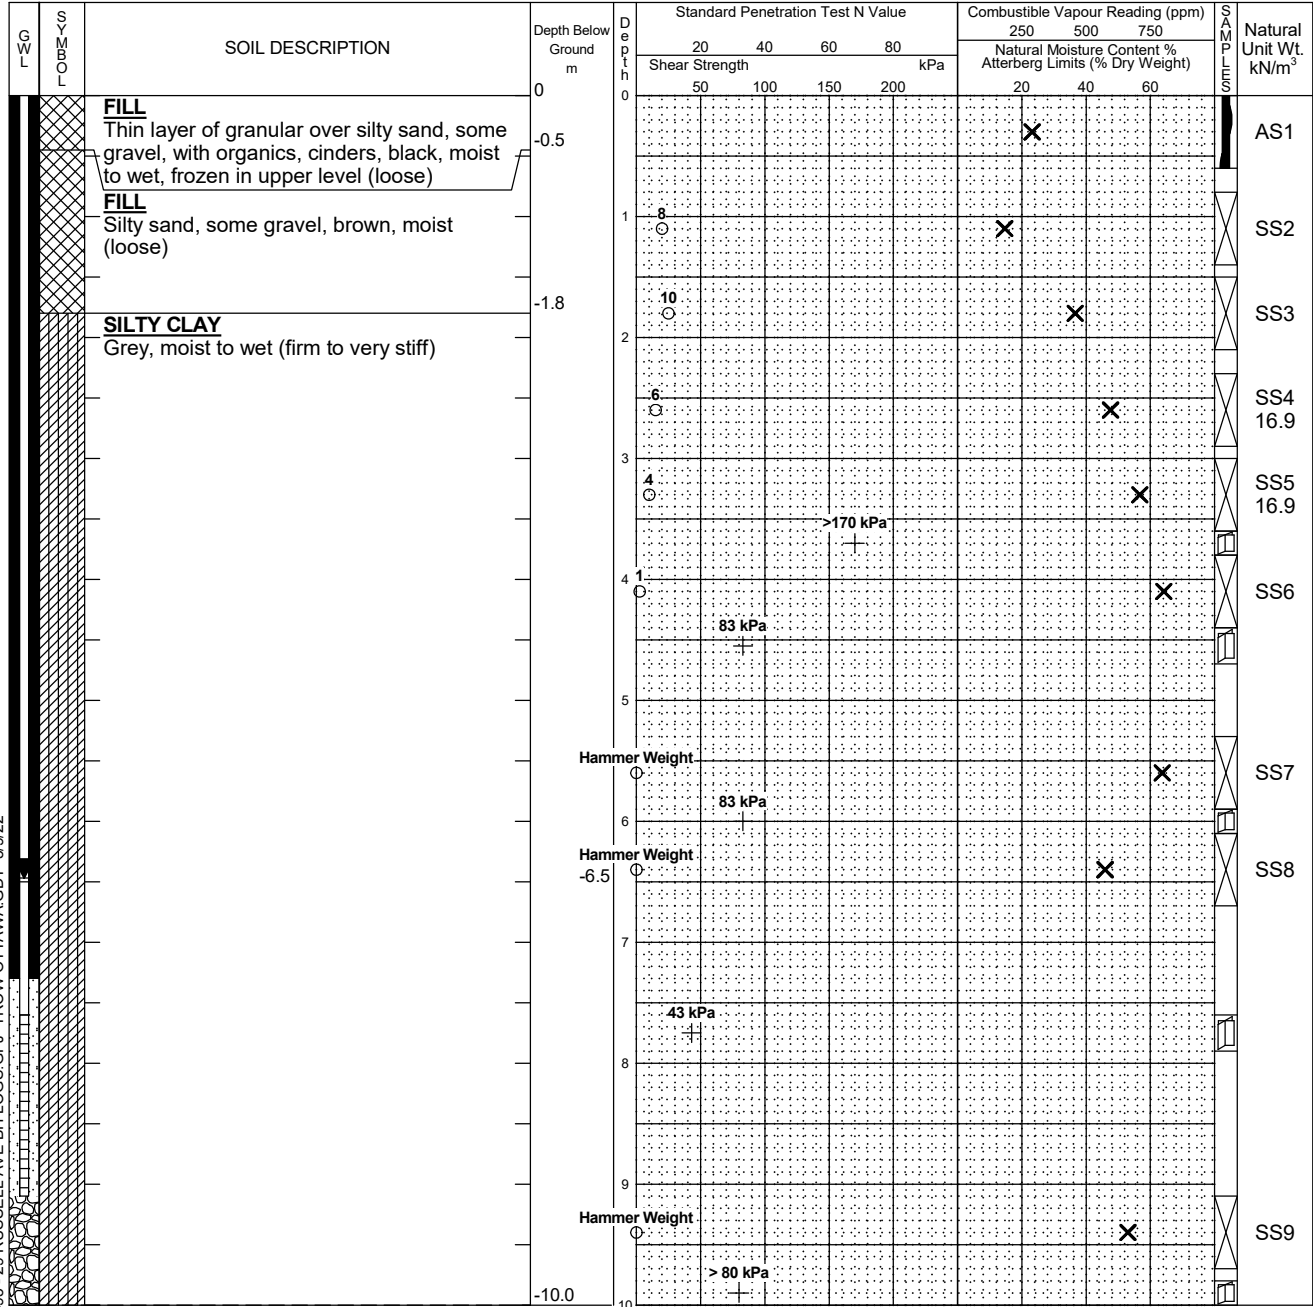 GWL
SYMBOL
SOIL DESCRIPTION
Depth Below
Ground
m
0
Depth
Standard Penetration Test N Value
20 40 60 80
Shear Strength kPa
50 100 150 200
Combustible Vapour Reading (ppm)
250 500 750
Natural Moisture Content %
Atterberg Limits (% Dry Weight)
20 40 60
SAMPLES
Natural
Unit Wt.
kN/m³
FILL
Thin layer of granular over silty sand, some
gravel, with organics, cinders, black, moist
to wet, frozen in upper level (loose)
-0.5
FILL
Silty sand, some gravel, brown, moist
(loose)
-1.8
SILTY CLAY
Grey, moist to wet (firm to very stiff)
-6.5
-10.0
0
1
2
3
4
5
6
7
8
9
10
8
10
6
4
>170 kPa
1
83 kPa
Hammer Weight
83 kPa
Hammer Weight
43 kPa
Hammer Weight
> 80 kPa
AS1
SS2
SS3
SS4
16.9
SS5
16.9
SS6
SS7
SS8
SS9